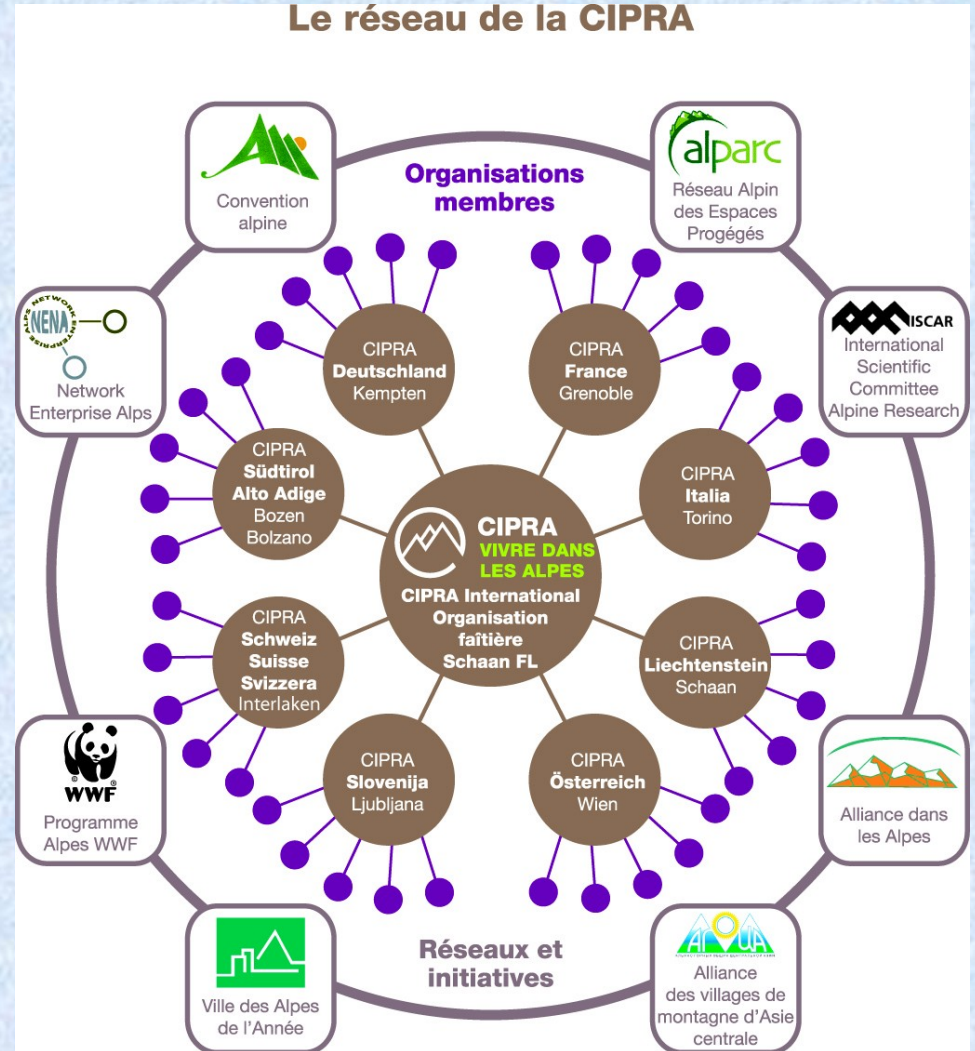 Le réseau de la CIPRA
Convention
alpine
alparc
Réseau Alpin
des Espaces
Progégés
Organisations
membres
NETWORK ENTERPRISE ALPS
NENA
Network
Enterprise Alps
ISCAR
International
Scientific
Committee
Alpine Research
CIPRA
Deutschland
Kempten
CIPRA
France
Grenoble
CIPRA
Südtirol
Alto Adige
Bozen
Bolzano
CIPRA
Italia
Torino
CIPRA
VIVRE DANS
LES ALPES
CIPRA International
Organisation
faîtière
Schaan FL
CIPRA
Schweiz
Suisse
Svizzera
Interlaken
CIPRA
Liechtenstein
Schaan
CIPRA
Slovenija
Ljubljana
CIPRA
Österreich
Wien
WWF
Programme
Alpes WWF
Alliance dans
les Alpes
Ville des Alpes
de l'Année
Réseaux et
initiatives
Alliance
des villages de
montagne d'Asie
centrale